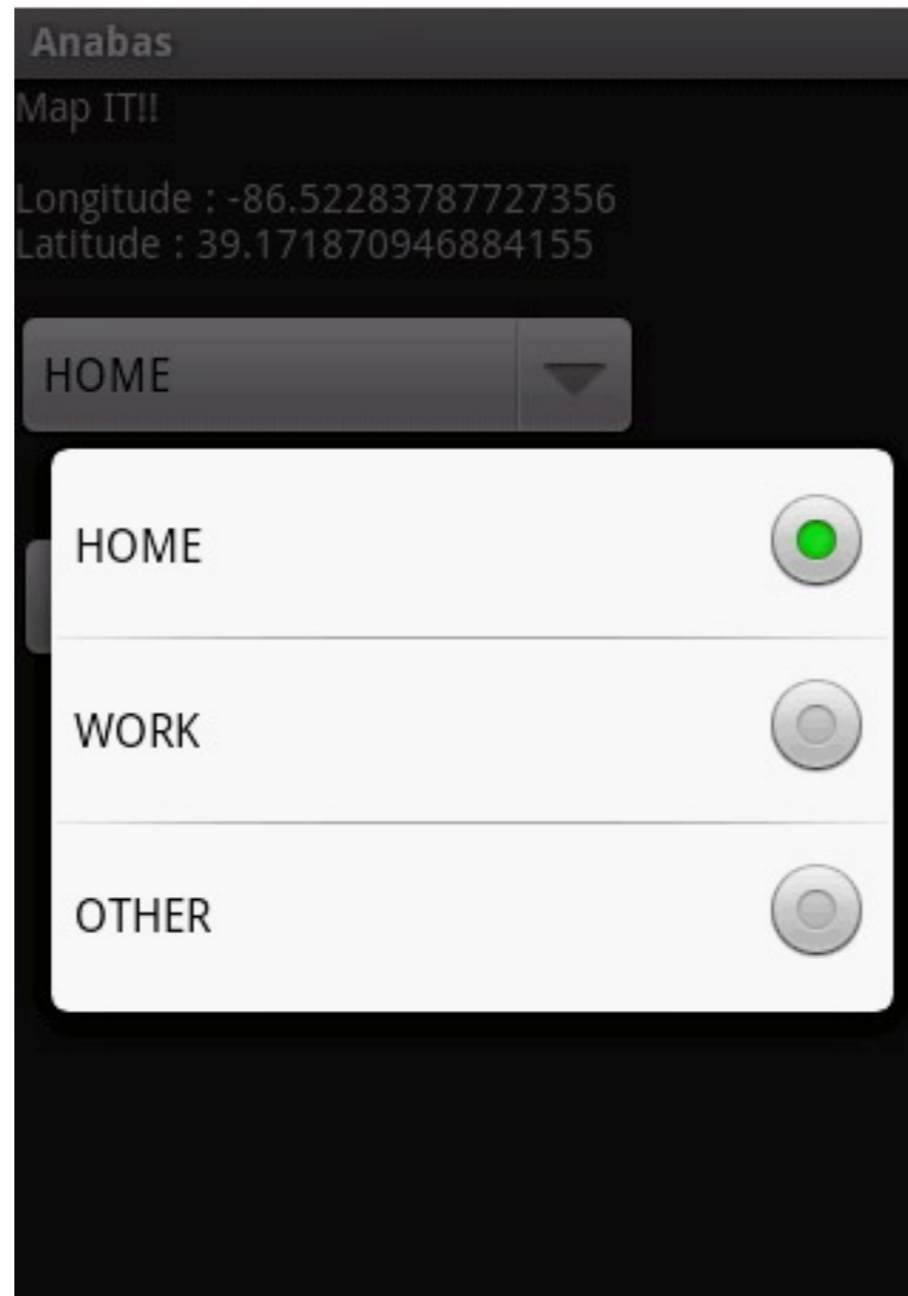 Anabas
Map IT!!
Longitude : -86.52283787727356
Latitude : 39.171870946884155
HOME
HOME
WORK
OTHER